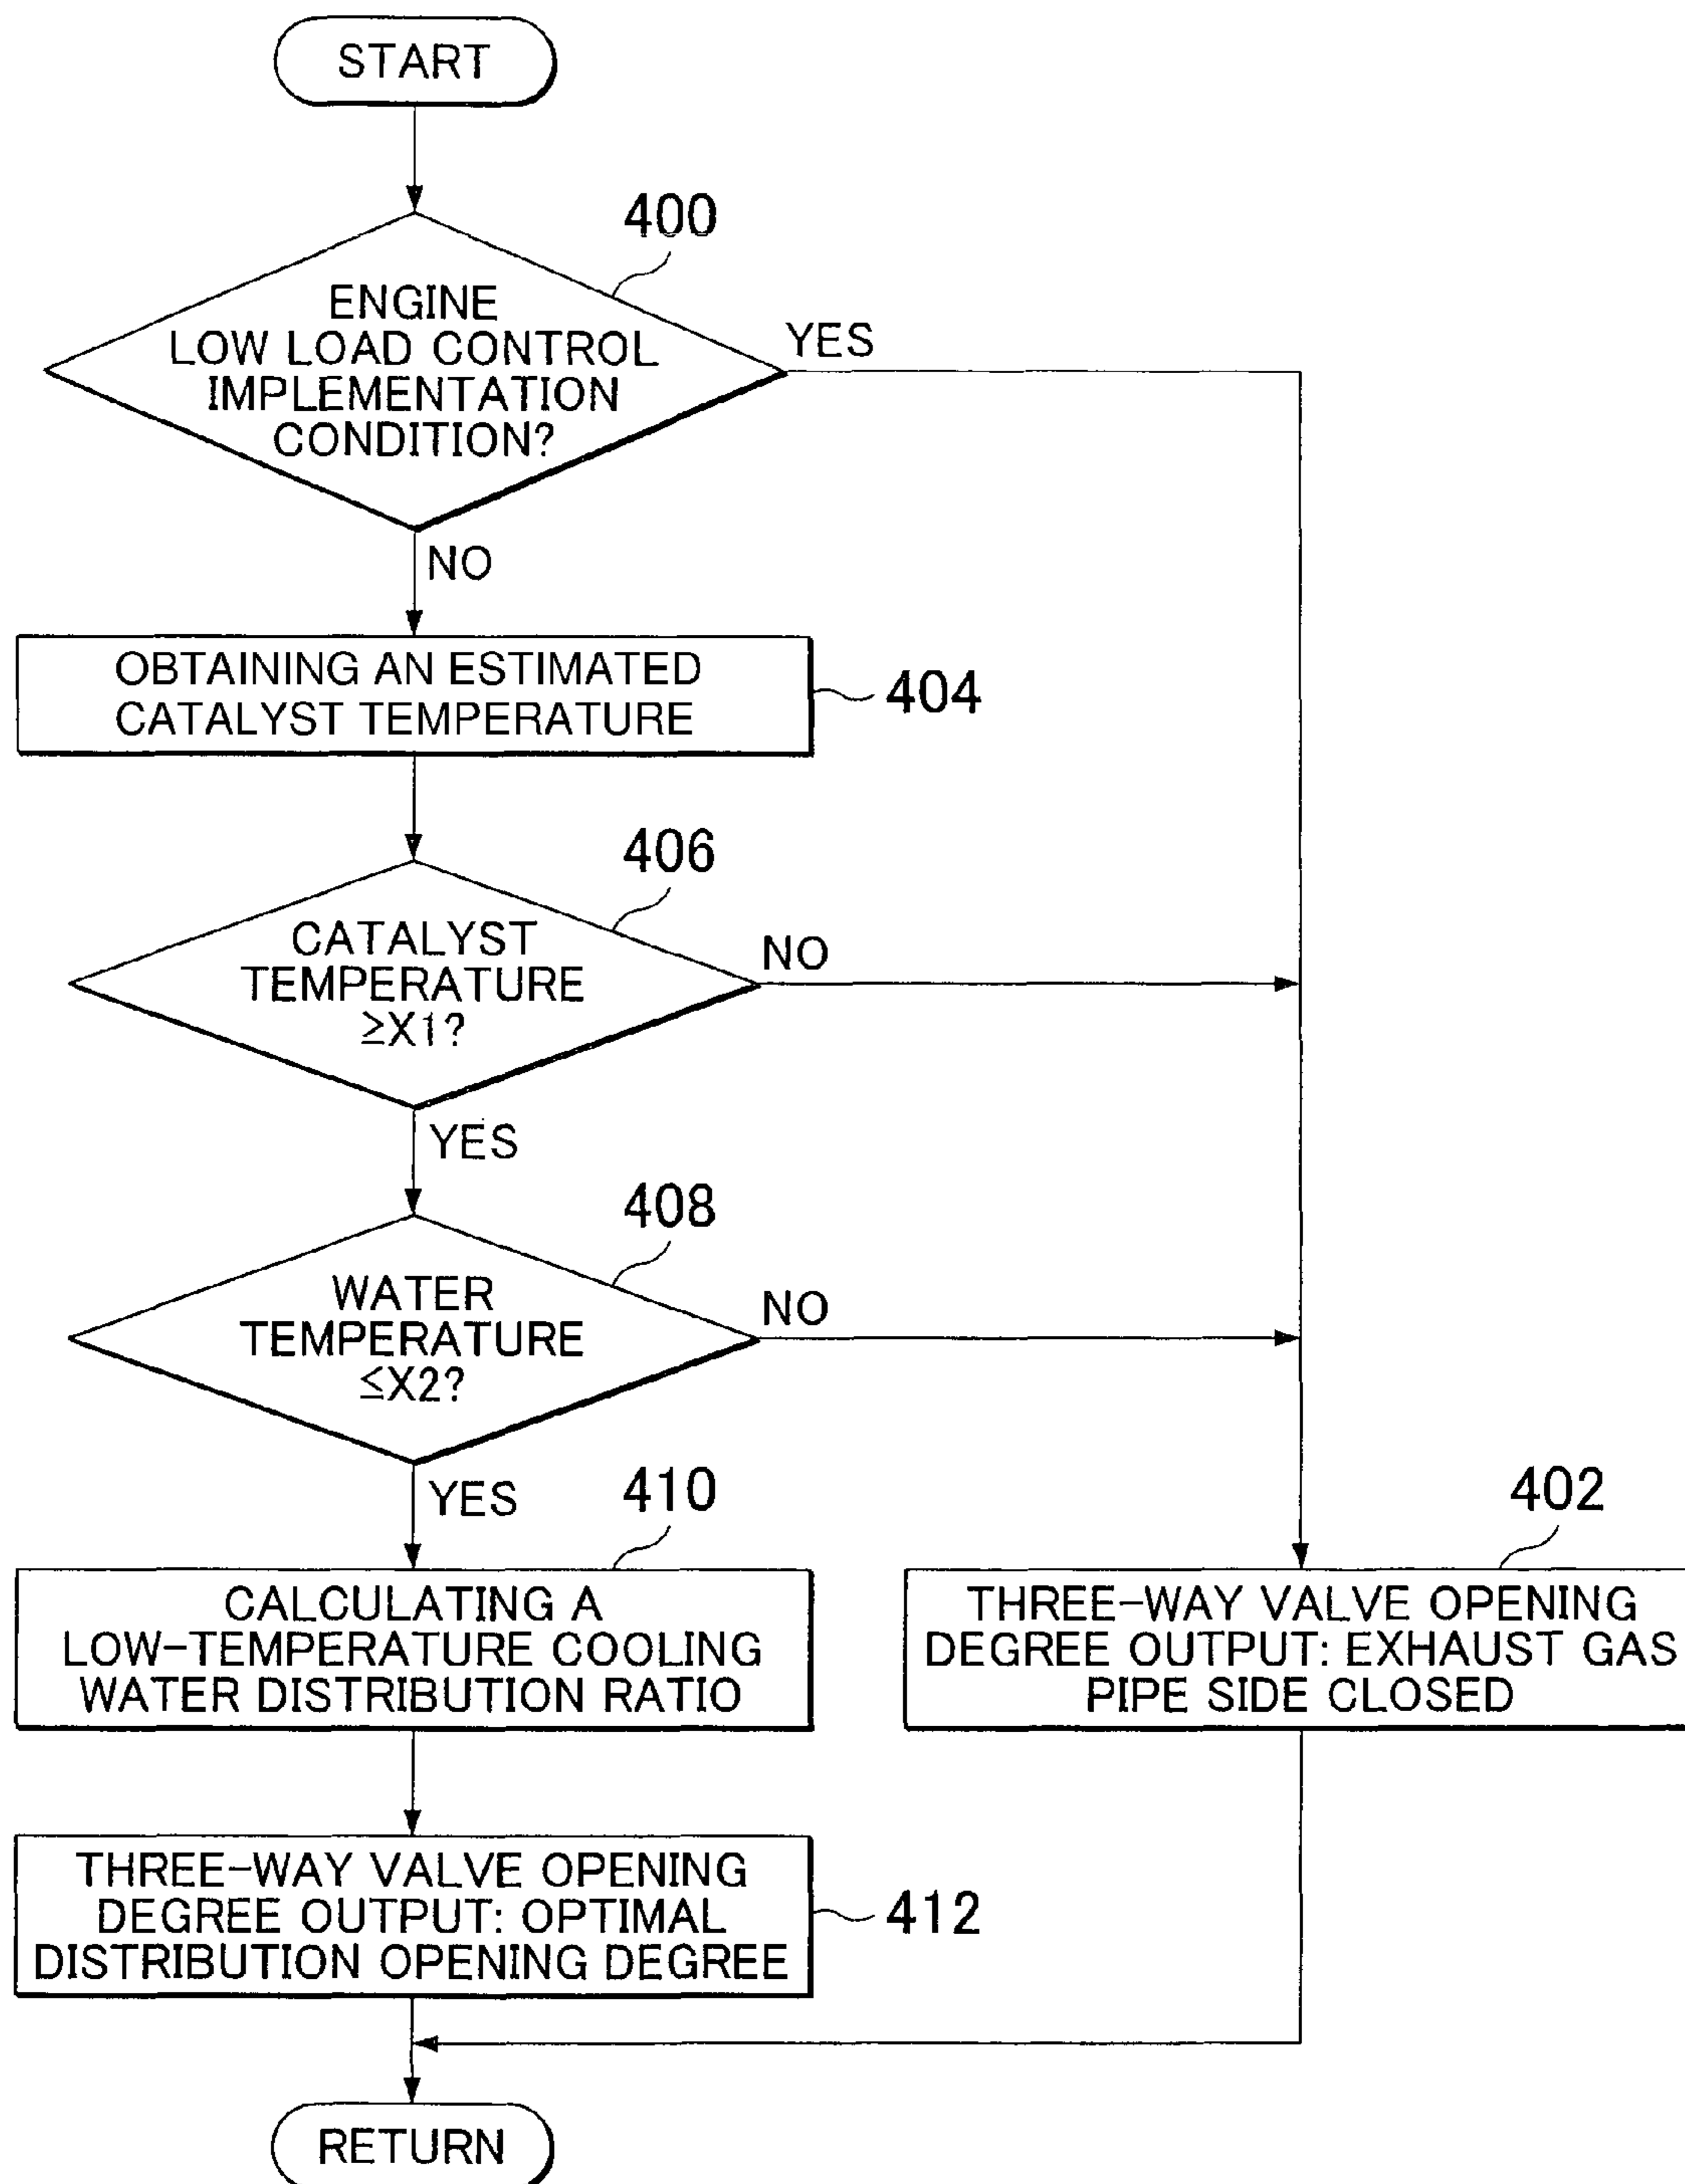 START
400
ENGINE
LOW LOAD CONTROL
IMPLEMENTATION
CONDITION?
YES
NO
OBTAINING AN ESTIMATED
CATALYST TEMPERATURE
404
406
CATALYST
TEMPERATURE
≥X1?
NO
YES
408
WATER
TEMPERATURE
≤X2?
NO
YES
410
CALCULATING A
LOW-TEMPERATURE COOLING
WATER DISTRIBUTION RATIO
402
THREE-WAY VALVE OPENING
DEGREE OUTPUT: EXHAUST GAS
PIPE SIDE CLOSED
THREE-WAY VALVE OPENING
DEGREE OUTPUT: OPTIMAL
DISTRIBUTION OPENING DEGREE
412
RETURN